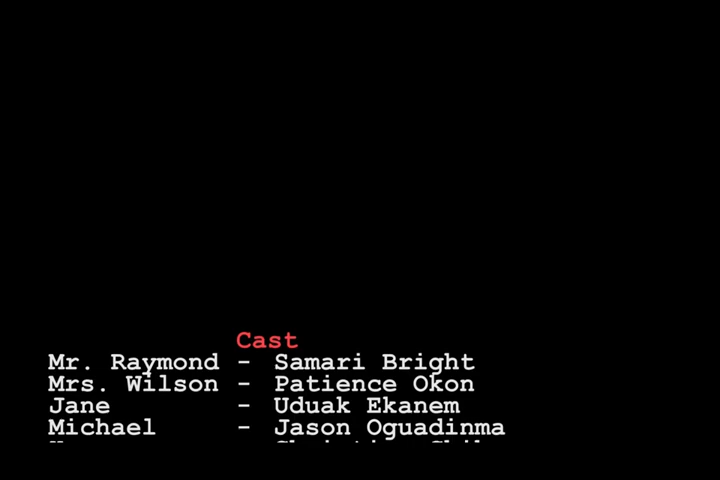 Cast
Mr. Raymond - Samari Bright
Mrs. Wilson - Patience Okon
Jane - Uduak Ekanem
Michael - Jason Oguadinma